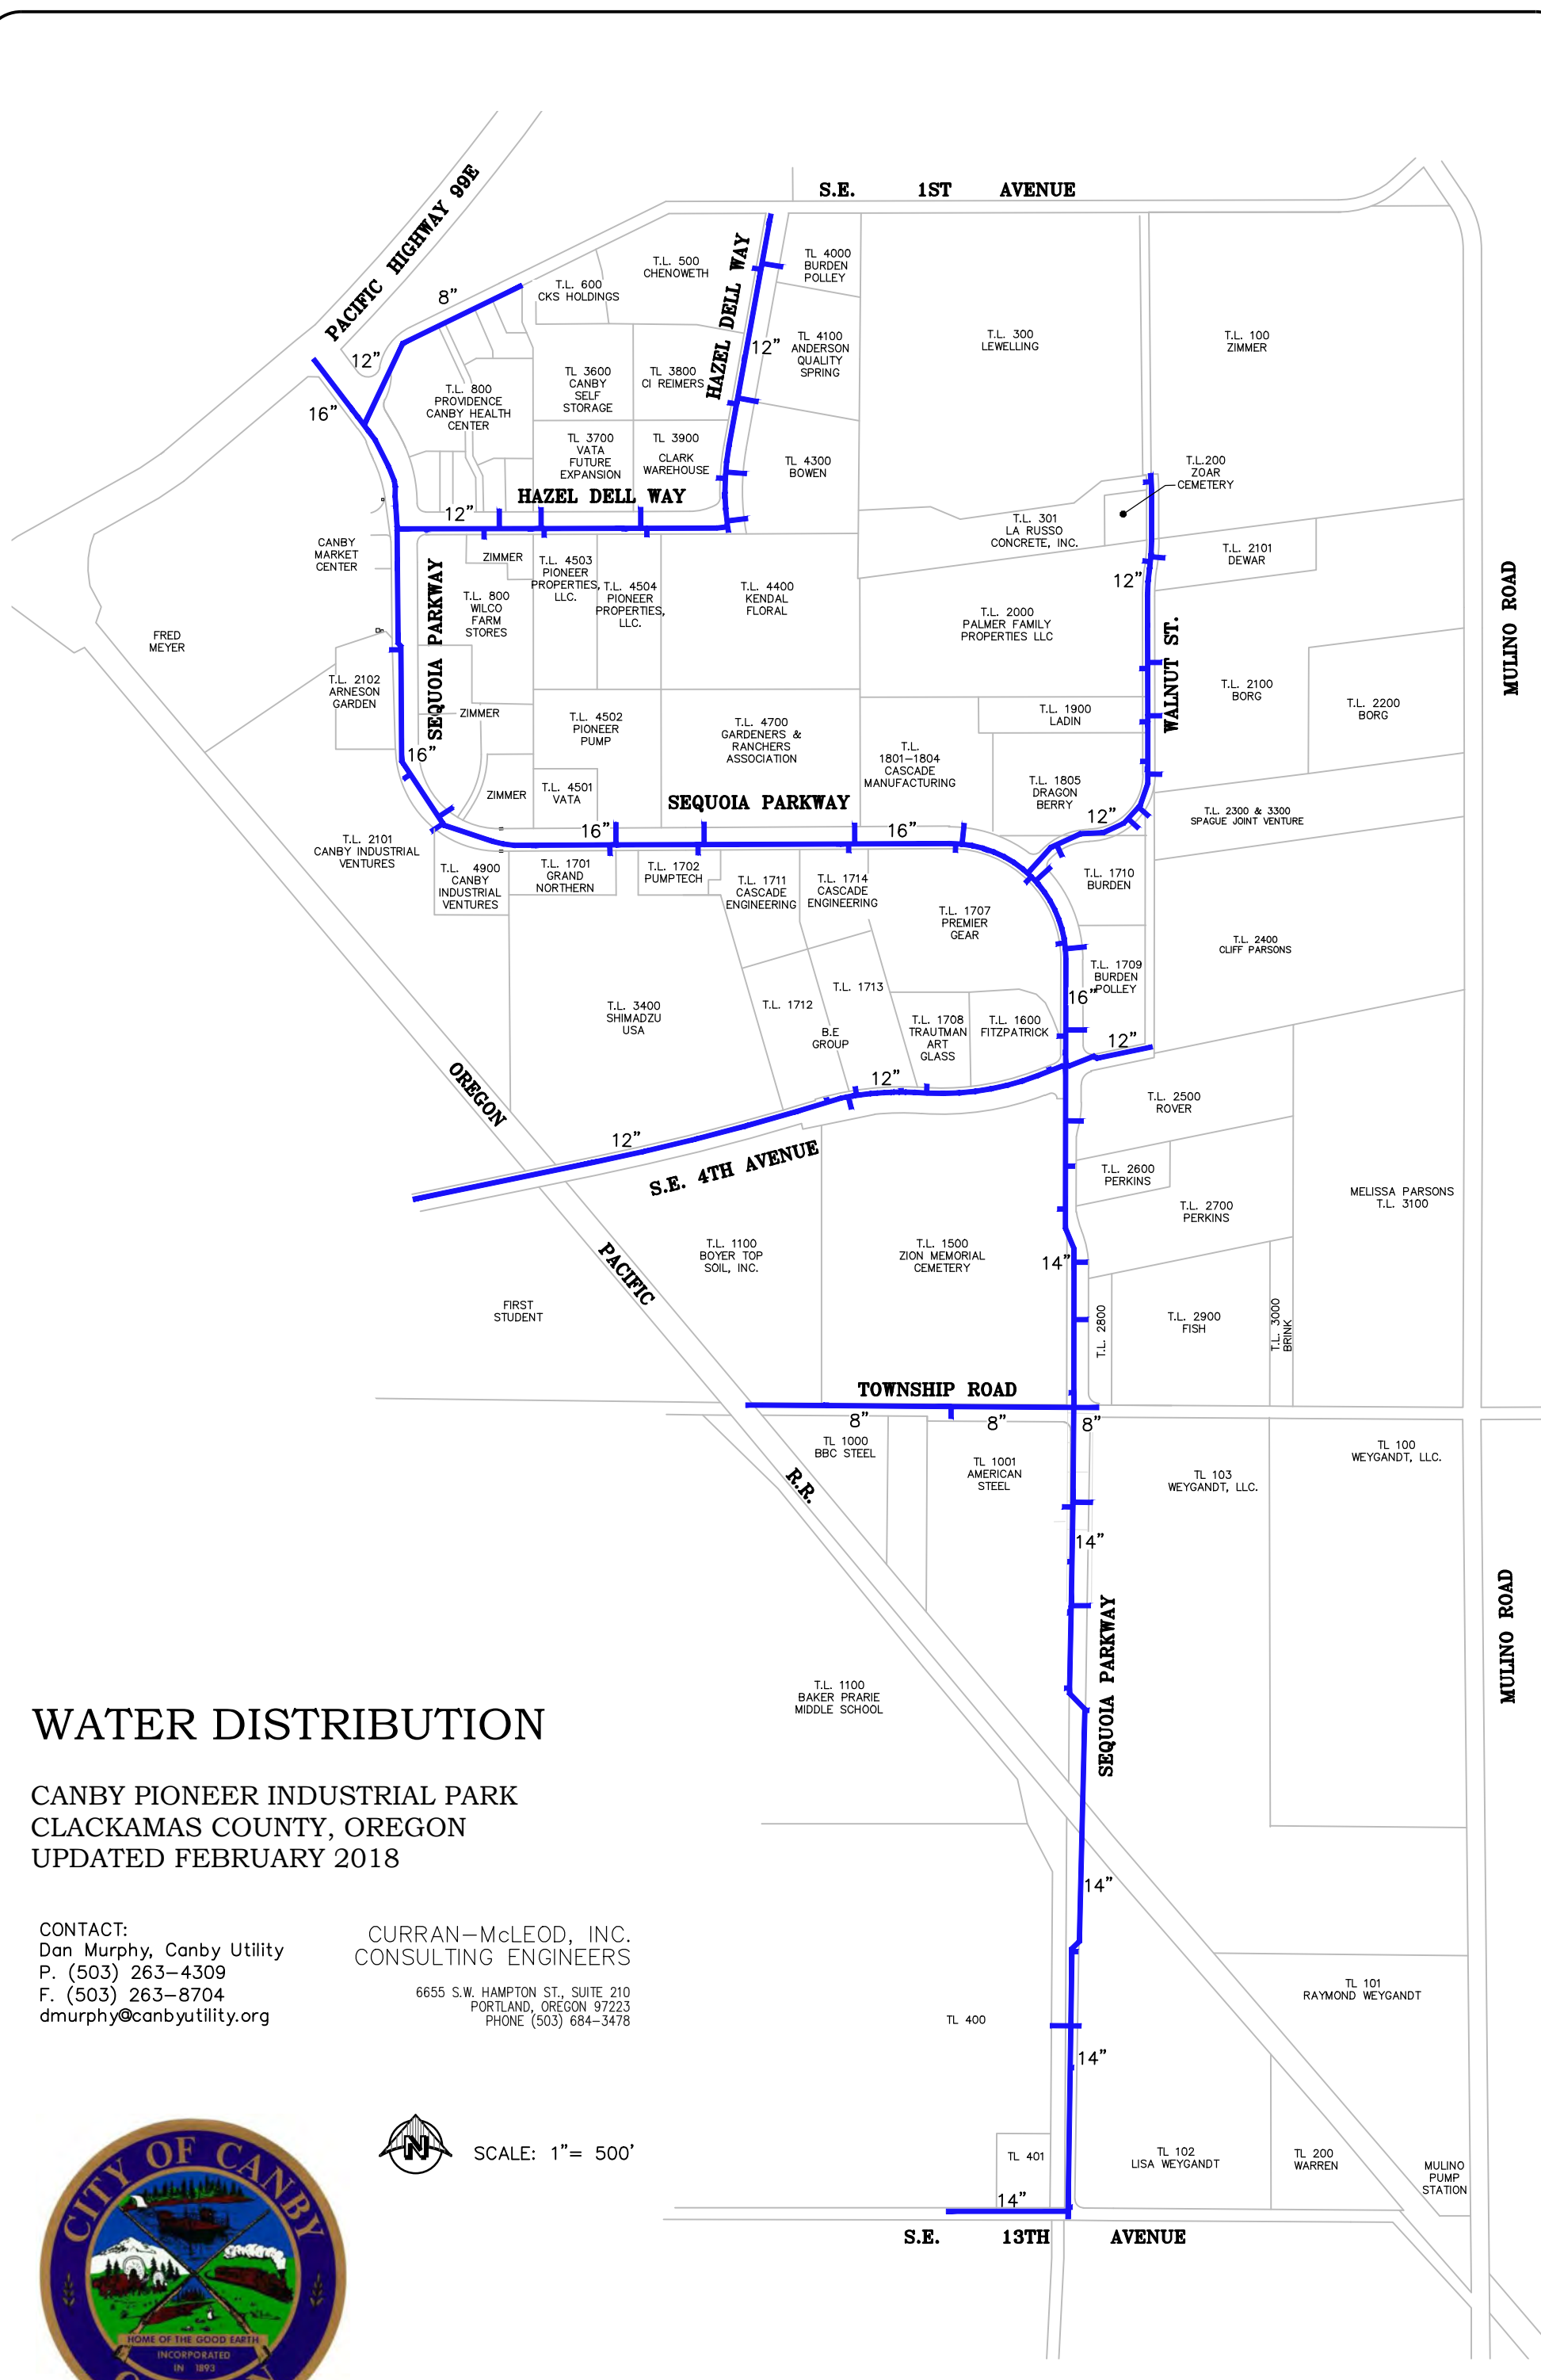 S.E. 1ST AVENUE
PACIFIC HIGHWAY 99E
HAZEL DELL WAY
TL 4000
BURDEN
POLLEY
T.L. 500
CHENOWETH
T.L. 600
CKS HOLDINGS
8”
12”
16”
12”
TL 4100
ANDERSON
QUALITY
SPRING
T.L. 300
LEWELLING
T.L. 100
ZIMMER
T.L. 800
PROVIDENCE
CANBY HEALTH
CENTER
TL 3600
CANBY
SELF
STORAGE
TL 3800
CI REIMERS
TL 3700
VATA
FUTURE
EXPANSION
TL 3900
CLARK
WAREHOUSE
TL 4300
BOWEN
T.L.200
ZOAR
CEMETERY
HAZEL DELL WAY
12”
T.L. 301
LA RUSSO
CONCRETE, INC.
CANBY
MARKET
CENTER
ZIMMER
T.L. 4503
PIONEER
PROPERTIES,
LLC.
T.L. 4504
PIONEER
PROPERTIES,
LLC.
T.L. 4400
KENDAL
FLORAL
T.L. 2101
DEWAR
12”
T.L. 800
WILCO
FARM
STORES
T.L. 2000
PALMER FAMILY
PROPERTIES LLC
FRED
MEYER
SEQUOIA PARKWAY
WALNUT ST.
MULINO ROAD
T.L. 2102
ARNESON
GARDEN
T.L. 2100
BORG
T.L. 2200
BORG
ZIMMER
T.L. 4502
PIONEER
PUMP
T.L. 4700
GARDENERS &
RANCHERS
ASSOCIATION
T.L. 1900
LADIN
T.L.
1801-1804
CASCADE
MANUFACTURING
16”
ZIMMER
T.L. 4501
VATA
SEQUOIA PARKWAY
T.L. 1805
DRAGON
BERRY
12”
T.L. 2300 & 3300
SPAGUE JOINT VENTURE
T.L. 2101
CANBY INDUSTRIAL
VENTURES
16”
16”
T.L. 4900
CANBY
INDUSTRIAL
VENTURES
T.L. 1701
GRAND
NORTHERN
T.L. 1702
PUMPTECH
T.L. 1711
CASCADE
ENGINEERING
T.L. 1714
CASCADE
ENGINEERING
T.L. 1710
BURDEN
T.L. 1707
PREMIER
GEAR
T.L. 2400
CLIFF PARSONS
T.L. 1709
BURDEN
POLLEY
16”
T.L. 3400
SHIMADZU
USA
T.L. 1712
T.L. 1713
B.E
GROUP
T.L. 1708
TRAUTMAN
ART
GLASS
T.L. 1600
FITZPATRICK
12”
12”
12”
S.E. 4TH AVENUE
T.L. 2500
ROVER
T.L. 2600
PERKINS
T.L. 2700
PERKINS
MELISSA PARSONS
T.L. 3100
OREGON
PACIFIC
R.R.
T.L. 1100
BOYER TOP
SOIL, INC.
T.L. 1500
ZION MEMORIAL
CEMETERY
14”
FIRST
STUDENT
T.L. 2800
T.L. 2900
FISH
T.L. 3000
BRINK
TOWNSHIP ROAD
8”
8”
8”
TL 1000
BBC STEEL
TL 1001
AMERICAN
STEEL
TL 103
WEYGANDT, LLC.
TL 100
WEYGANDT, LLC.
14”
SEQUOIA PARKWAY
MULINO ROAD
T.L. 1100
BAKER PRARIE
MIDDLE SCHOOL
WATER DISTRIBUTION
CANBY PIONEER INDUSTRIAL PARK
CLACKAMAS COUNTY, OREGON
UPDATED FEBRUARY 2018
14”
CONTACT:
Dan Murphy, Canby Utility
P. (503) 263-4309
F. (503) 263-8704
dmurphy@canbyutility.org
CURRAN-McLEOD, INC.
CONSULTING ENGINEERS
6655 S.W. HAMPTON ST., SUITE 210
PORTLAND, OREGON 97223
PHONE (503) 684-3478
TL 400
TL 101
RAYMOND WEYGANDT
14”
N
SCALE: 1”= 500’
TL 401
TL 102
LISA WEYGANDT
TL 200
WARREN
MULINO
PUMP
STATION
14”
S.E. 13TH AVENUE
CITY OF CANBY
HOME OF THE GOOD EARTH
INCORPORATED
IN 1893